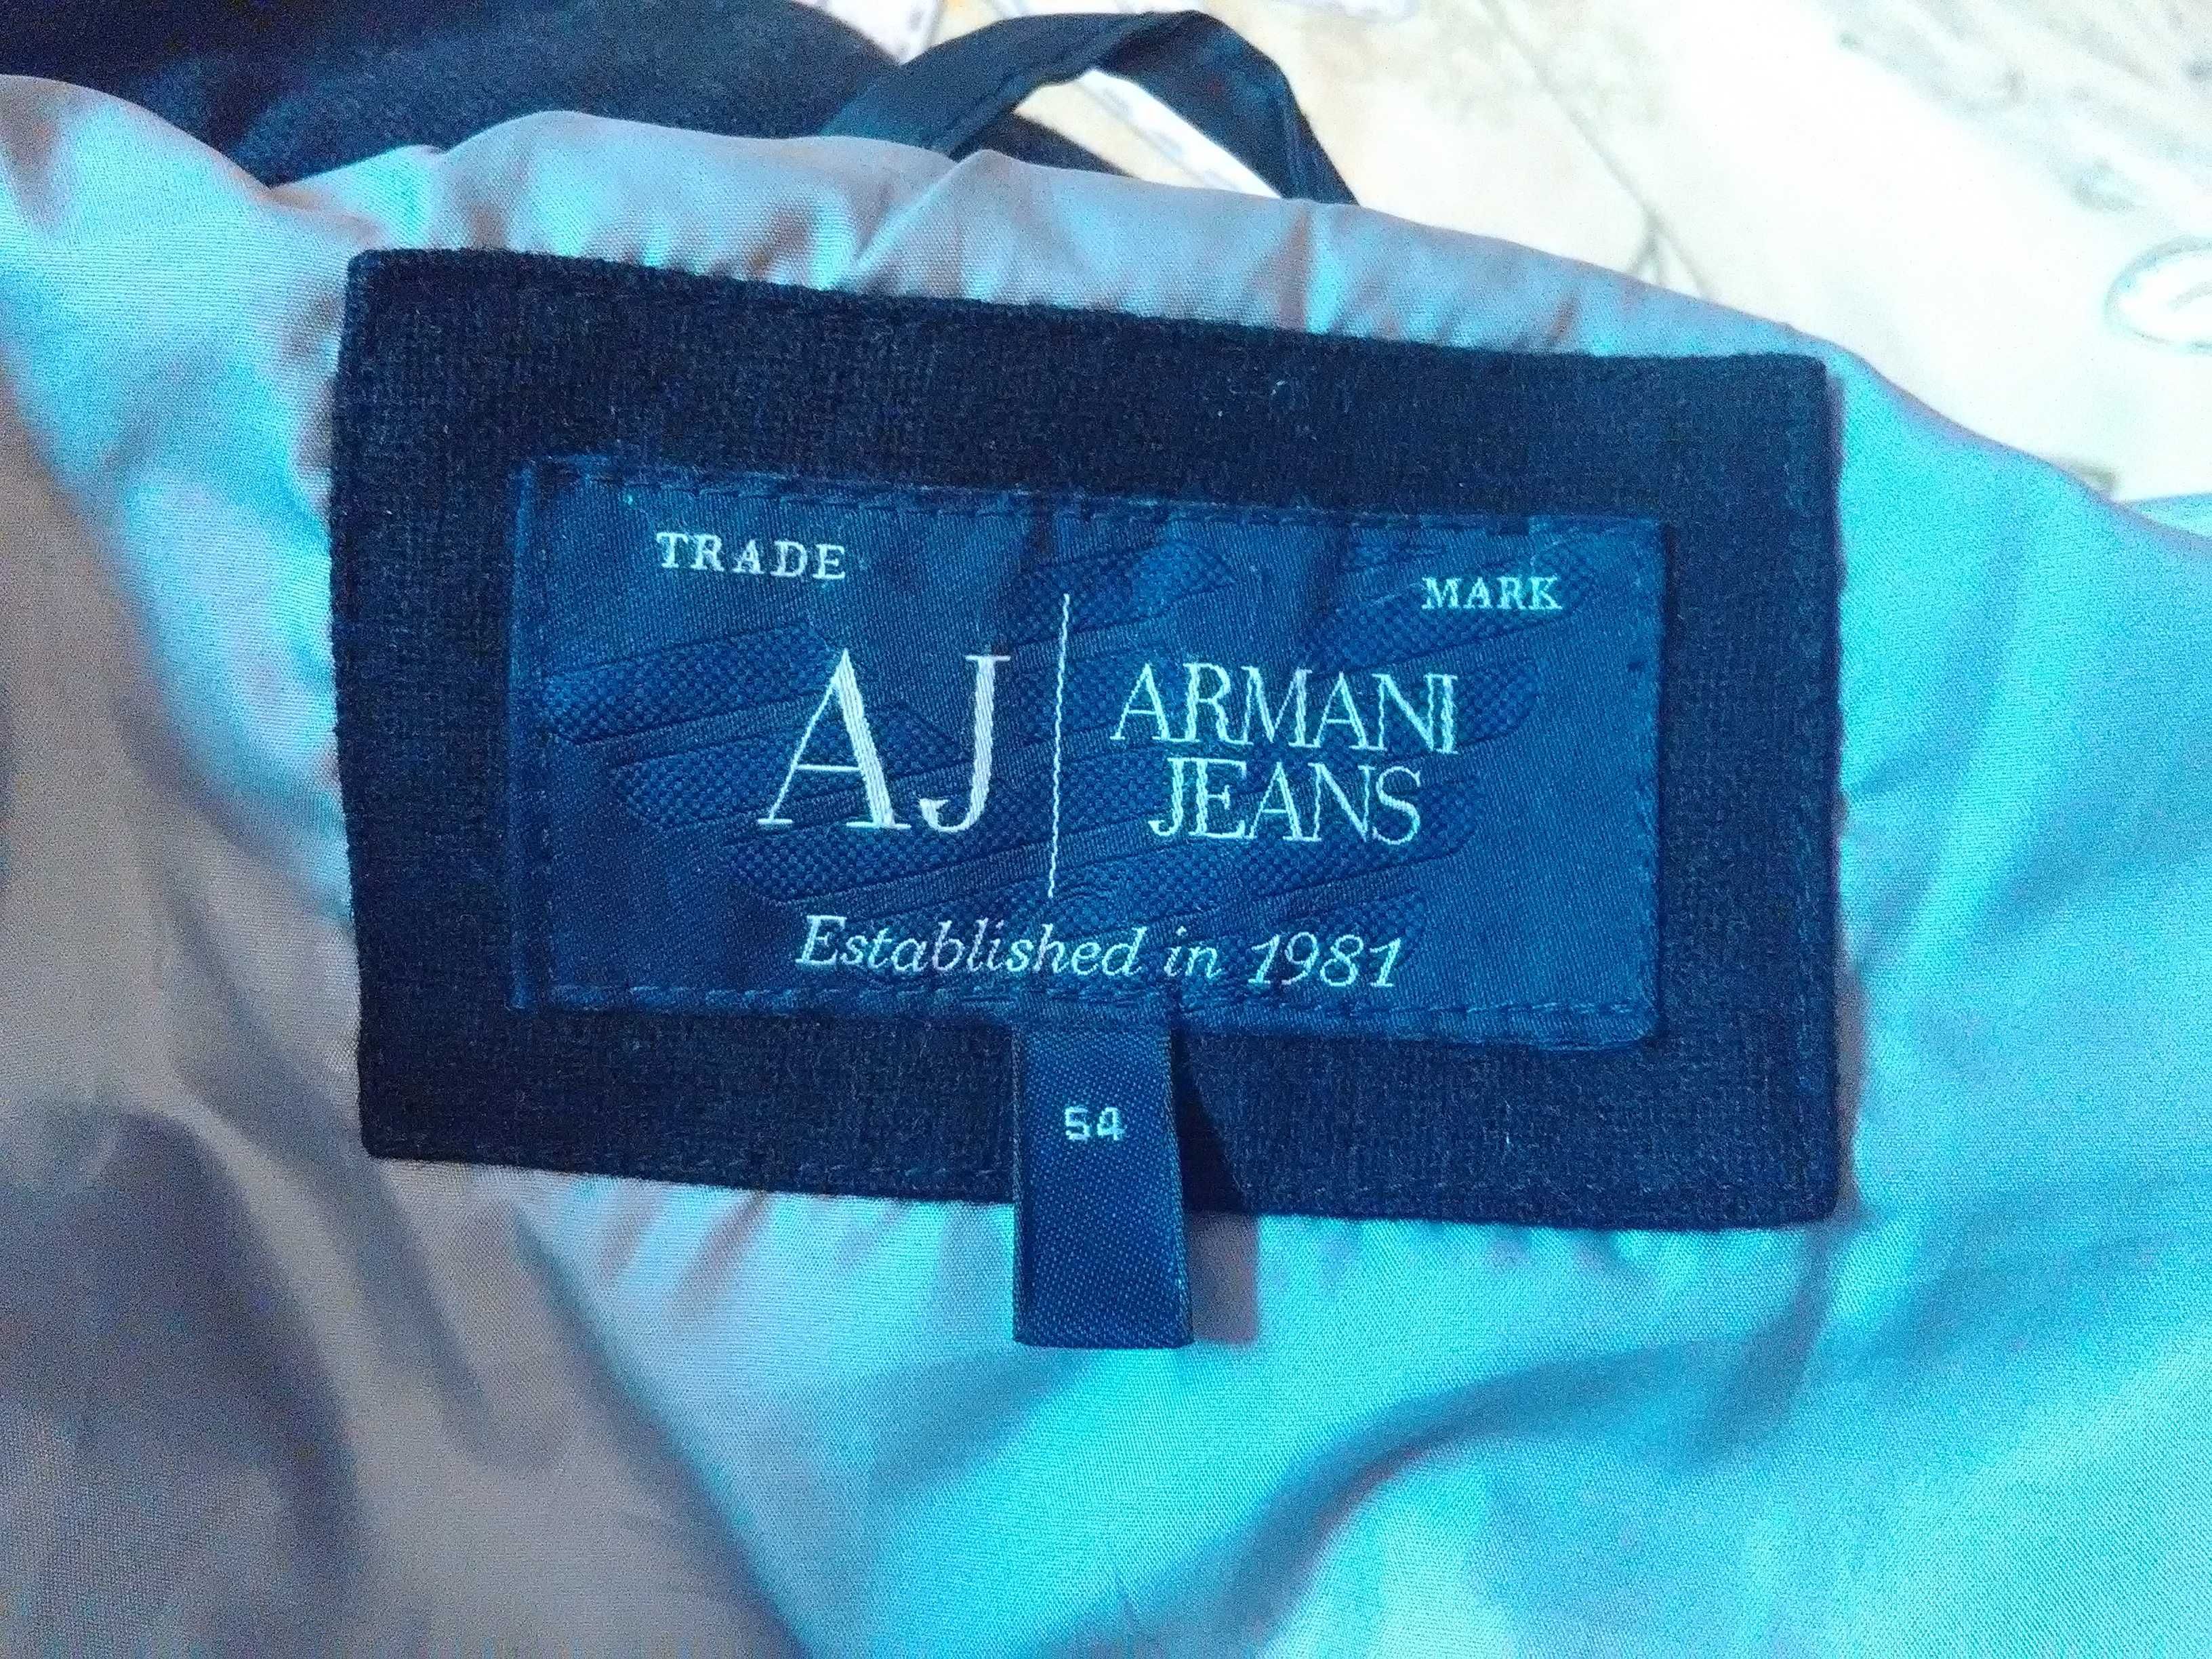 TRADE MARK
AJ ARMANI
JEANS
Established in 1981
54